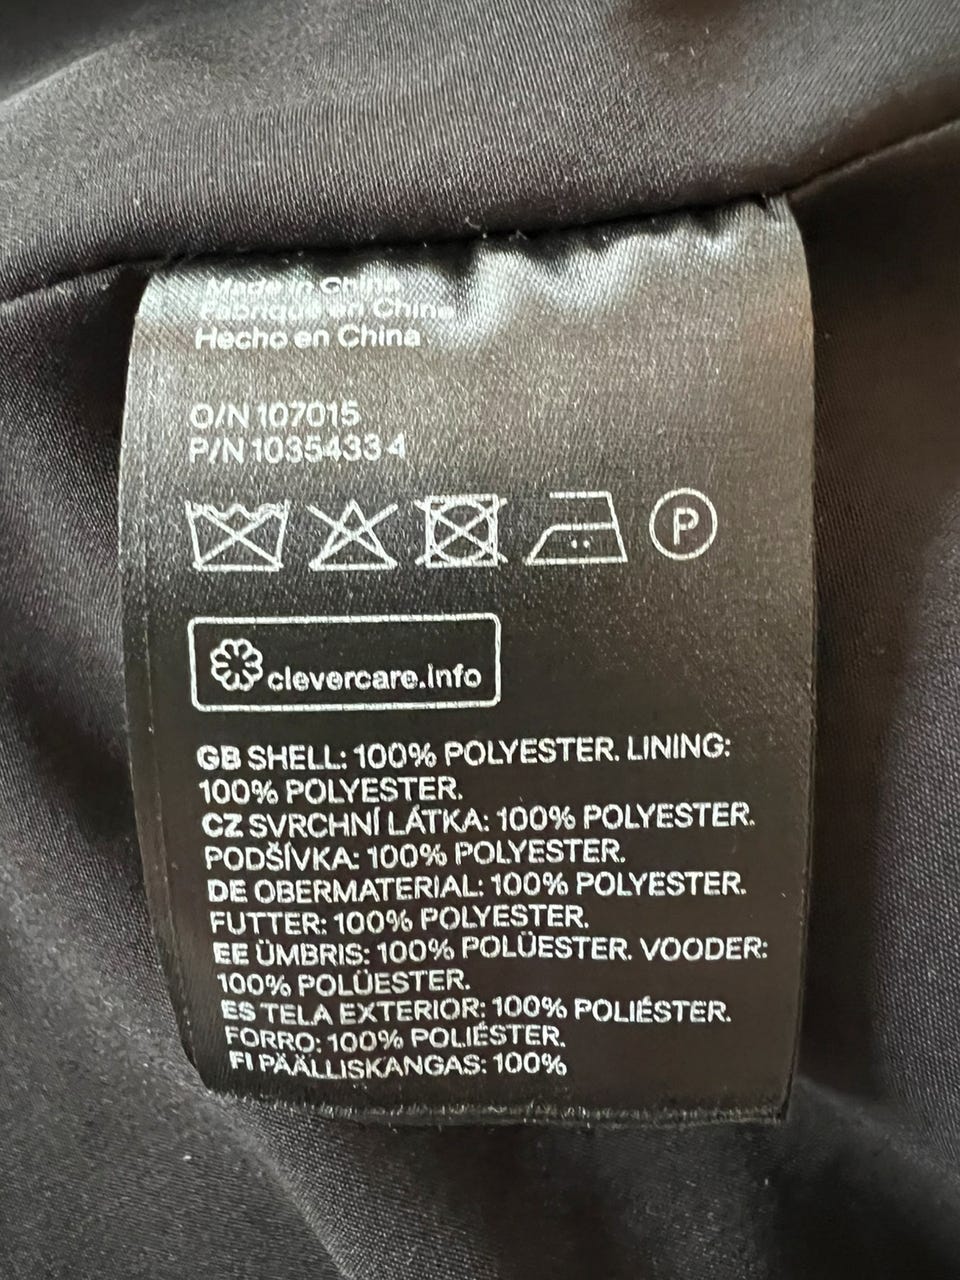 Made in China
Fabriqué en Chine
Hecho en China
O/N 107015
P/N 1035433 4
P
clevercare.info
GB SHELL: 100% POLYESTER. LINING:
100% POLYESTER.
CZ SVRCHNÍ LÁTKA: 100% POLYESTER.
PODŠÍVKA: 100% POLYESTER.
DE OBERMATERIAL: 100% POLYESTER.
FUTTER: 100% POLYESTER.
EE ÜMBRIS: 100% POLÜESTER. VOODER:
100% POLÜESTER.
ES TELA EXTERIOR: 100% POLIÉSTER.
FORRO: 100% POLIÉSTER.
FI PÄÄLLISKANGAS: 100%